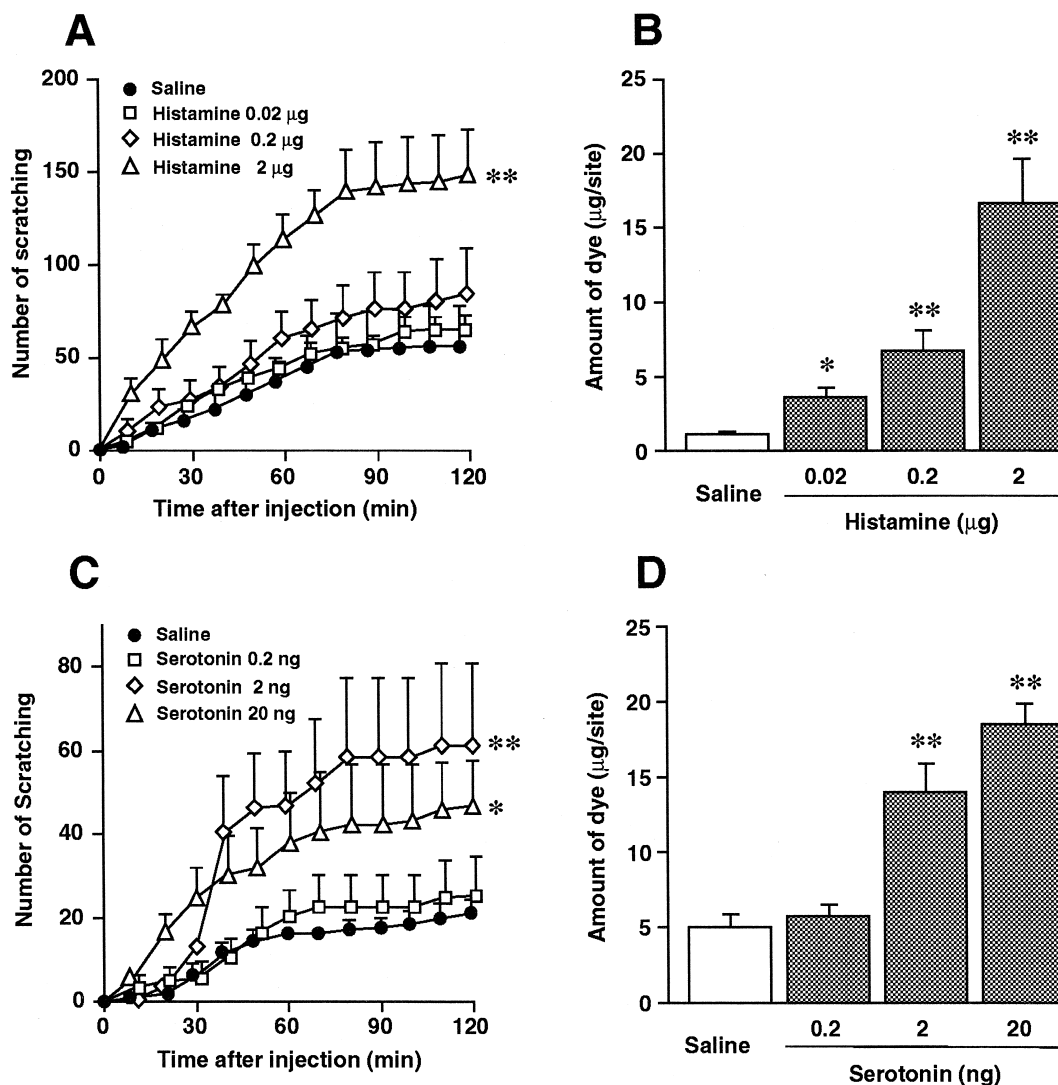 A
200
150
100
50
0
Number of scratching
● Saline
□ Histamine 0.02 µg
◇ Histamine 0.2 µg
△ Histamine 2 µg
**
0 30 60 90 120
Time after injection (min)
B
25
20
15
10
5
0
Amount of dye (µg/site)
*
**
**
Saline
0.02 0.2 2
Histamine (µg)
C
80
60
40
20
0
Number of Scratching
● Saline
□ Serotonin 0.2 ng
◇ Serotonin 2 ng
△ Serotonin 20 ng
**
*
0 30 60 90 120
Time after injection (min)
D
25
20
15
10
5
0
Amount of dye (µg/site)
**
**
Saline
0.2 2 20
Serotonin (ng)